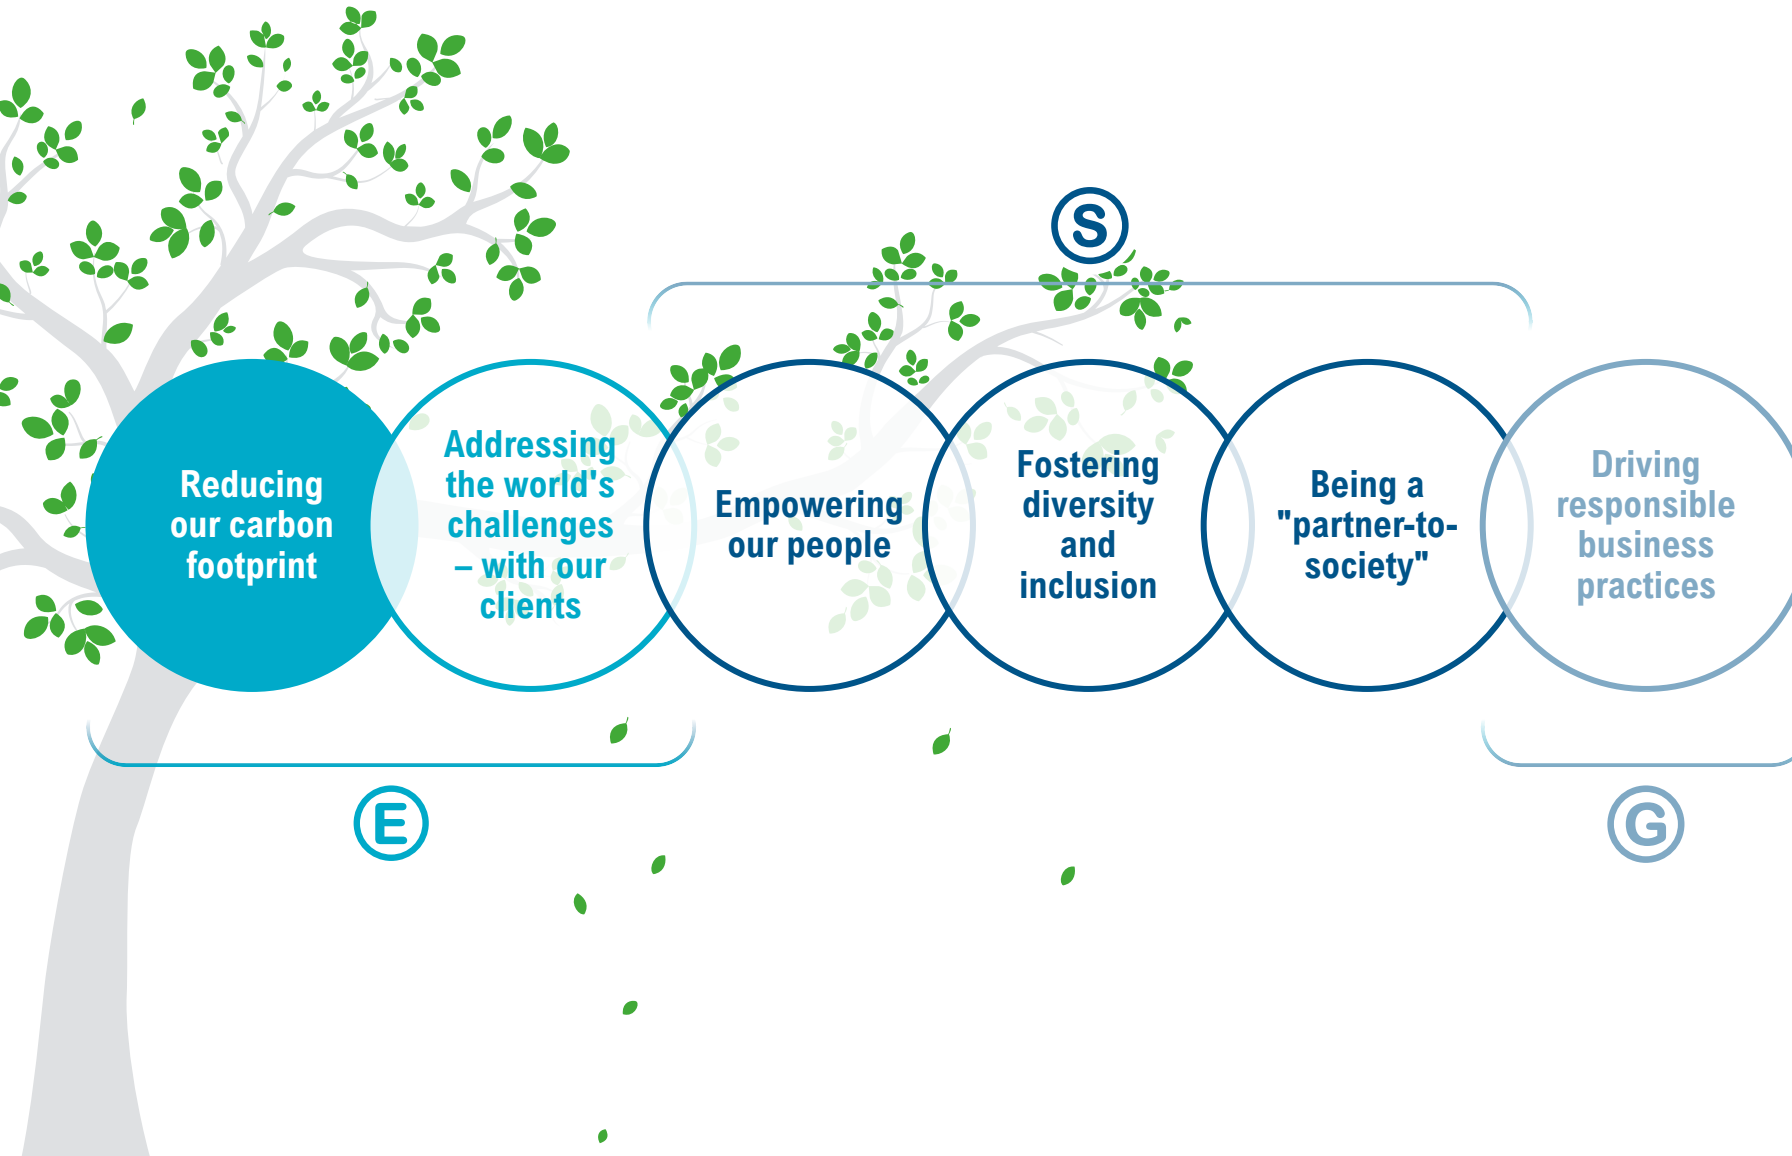 S
Reducing
our carbon
footprint
Addressing
the world's
challenges
– with our
clients
Empowering
our people
Fostering
diversity
and
inclusion
Being a
"partner-to-
society"
Driving
responsible
business
practices
E
G